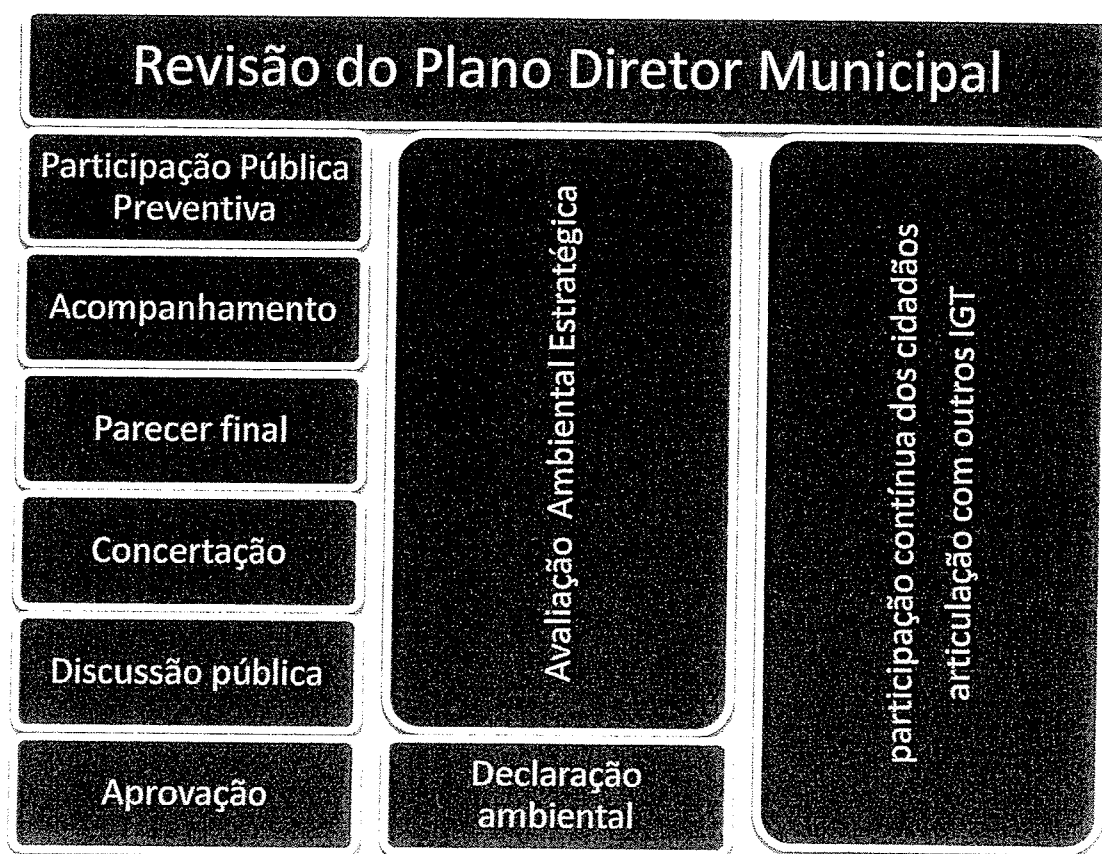 Revisão do Plano Diretor Municipal
Participação Pública
Preventiva
Acompanhamento
Parecer final
Concertação
Discussão pública
Aprovação
Avaliação Ambiental Estratégica
Declaração
ambiental
participação contínua dos cidadãos
articulação com outros IGT